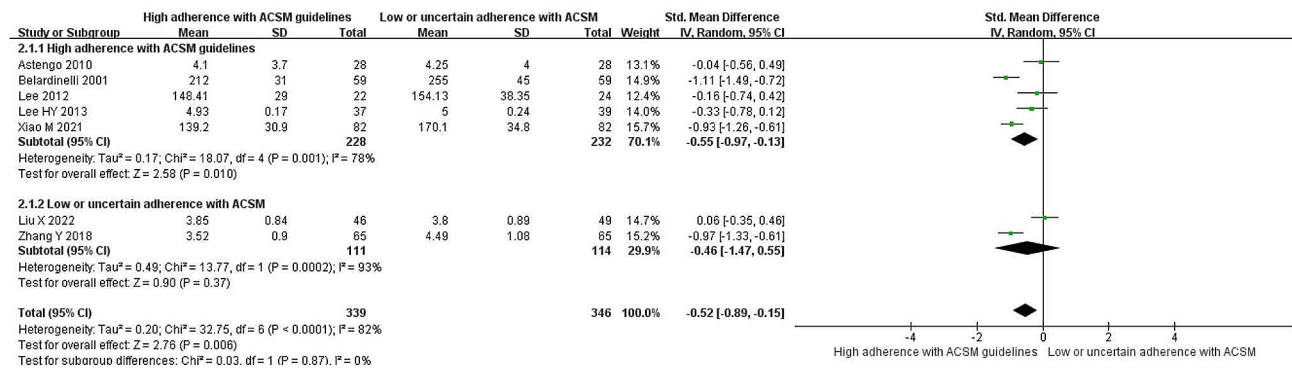 High adherence with ACSM guidelines Low or uncertain adherence with ACSM Std. Mean Difference Std. Mean Difference
Study or Subgroup Mean SD Total Mean SD Total Weight IV, Random, 95% CI IV, Random, 95% CI
2.1.1 High adherence with ACSM guidelines
Astengo 2010 4.1 3.7 28 4.25 4 28 13.1% -0.04 [-0.56, 0.49]
Belardinelli 2001 212 31 59 255 45 59 14.9% -1.11 [-1.49, -0.72]
Lee 2012 148.41 29 22 154.13 38.35 24 12.4% -0.16 [-0.74, 0.42]
Lee HY 2013 4.93 0.17 37 5 0.24 39 14.0% -0.33 [-0.78, 0.12]
Xiao M 2021 139.2 30.9 82 170.1 34.8 82 15.7% -0.93 [-1.26, -0.61]
Subtotal (95% CI) 228 232 70.1% -0.55 [-0.97, -0.13]
Heterogeneity: Tau² = 0.17; Chi² = 18.07, df = 4 (P = 0.001); I² = 78%
Test for overall effect: Z = 2.58 (P = 0.010)
2.1.2 Low or uncertain adherence with ACSM
Liu X 2022 3.85 0.84 46 3.8 0.89 49 14.7% 0.06 [-0.35, 0.46]
Zhang Y 2018 3.52 0.9 65 4.49 1.08 65 15.2% -0.97 [-1.33, -0.61]
Subtotal (95% CI) 111 114 29.9% -0.46 [-1.47, 0.55]
Heterogeneity: Tau² = 0.49; Chi² = 13.77, df = 1 (P = 0.0002); I² = 93%
Test for overall effect: Z = 0.90 (P = 0.37)
Total (95% CI) 339 346 100.0% -0.52 [-0.89, -0.15]
Heterogeneity: Tau² = 0.20; Chi² = 32.75, df = 6 (P < 0.0001); I² = 82%
Test for overall effect: Z = 2.76 (P = 0.006)
Test for subgroup differences: Chi² = 0.03, df = 1 (P = 0.87), I² = 0%
-4 -2 0 2 4
High adherence with ACSM guidelines Low or uncertain adherence with ACSM